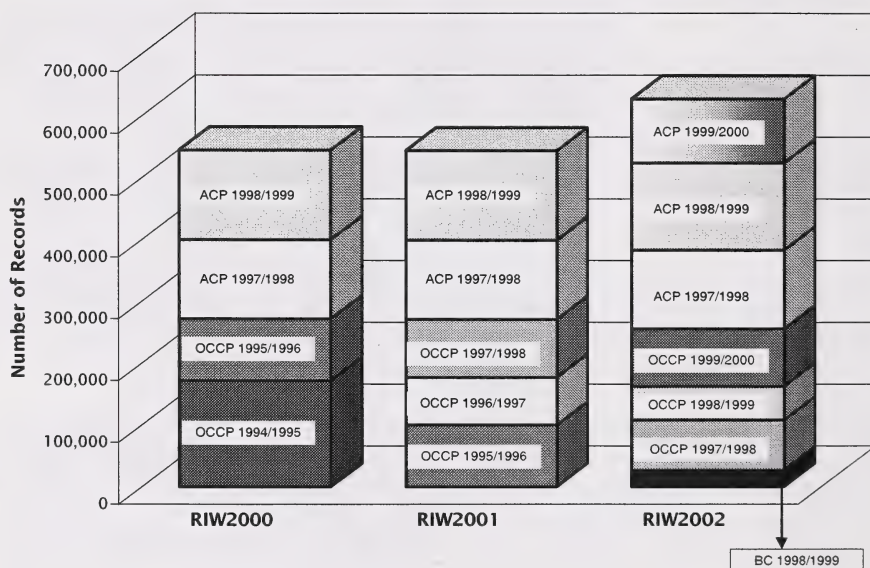 Number of Records
700,000
600,000
500,000
400,000
300,000
200,000
100,000
0
ACP 1998/1999
ACP 1997/1998
OCCP 1995/1996
OCCP 1994/1995
RIW2000
ACP 1998/1999
ACP 1997/1998
OCCP 1997/1998
OCCP 1996/1997
OCCP 1995/1996
RIW2001
ACP 1999/2000
ACP 1998/1999
ACP 1997/1998
OCCP 1999/2000
OCCP 1998/1999
OCCP 1997/1998
RIW2002
BC 1998/1999